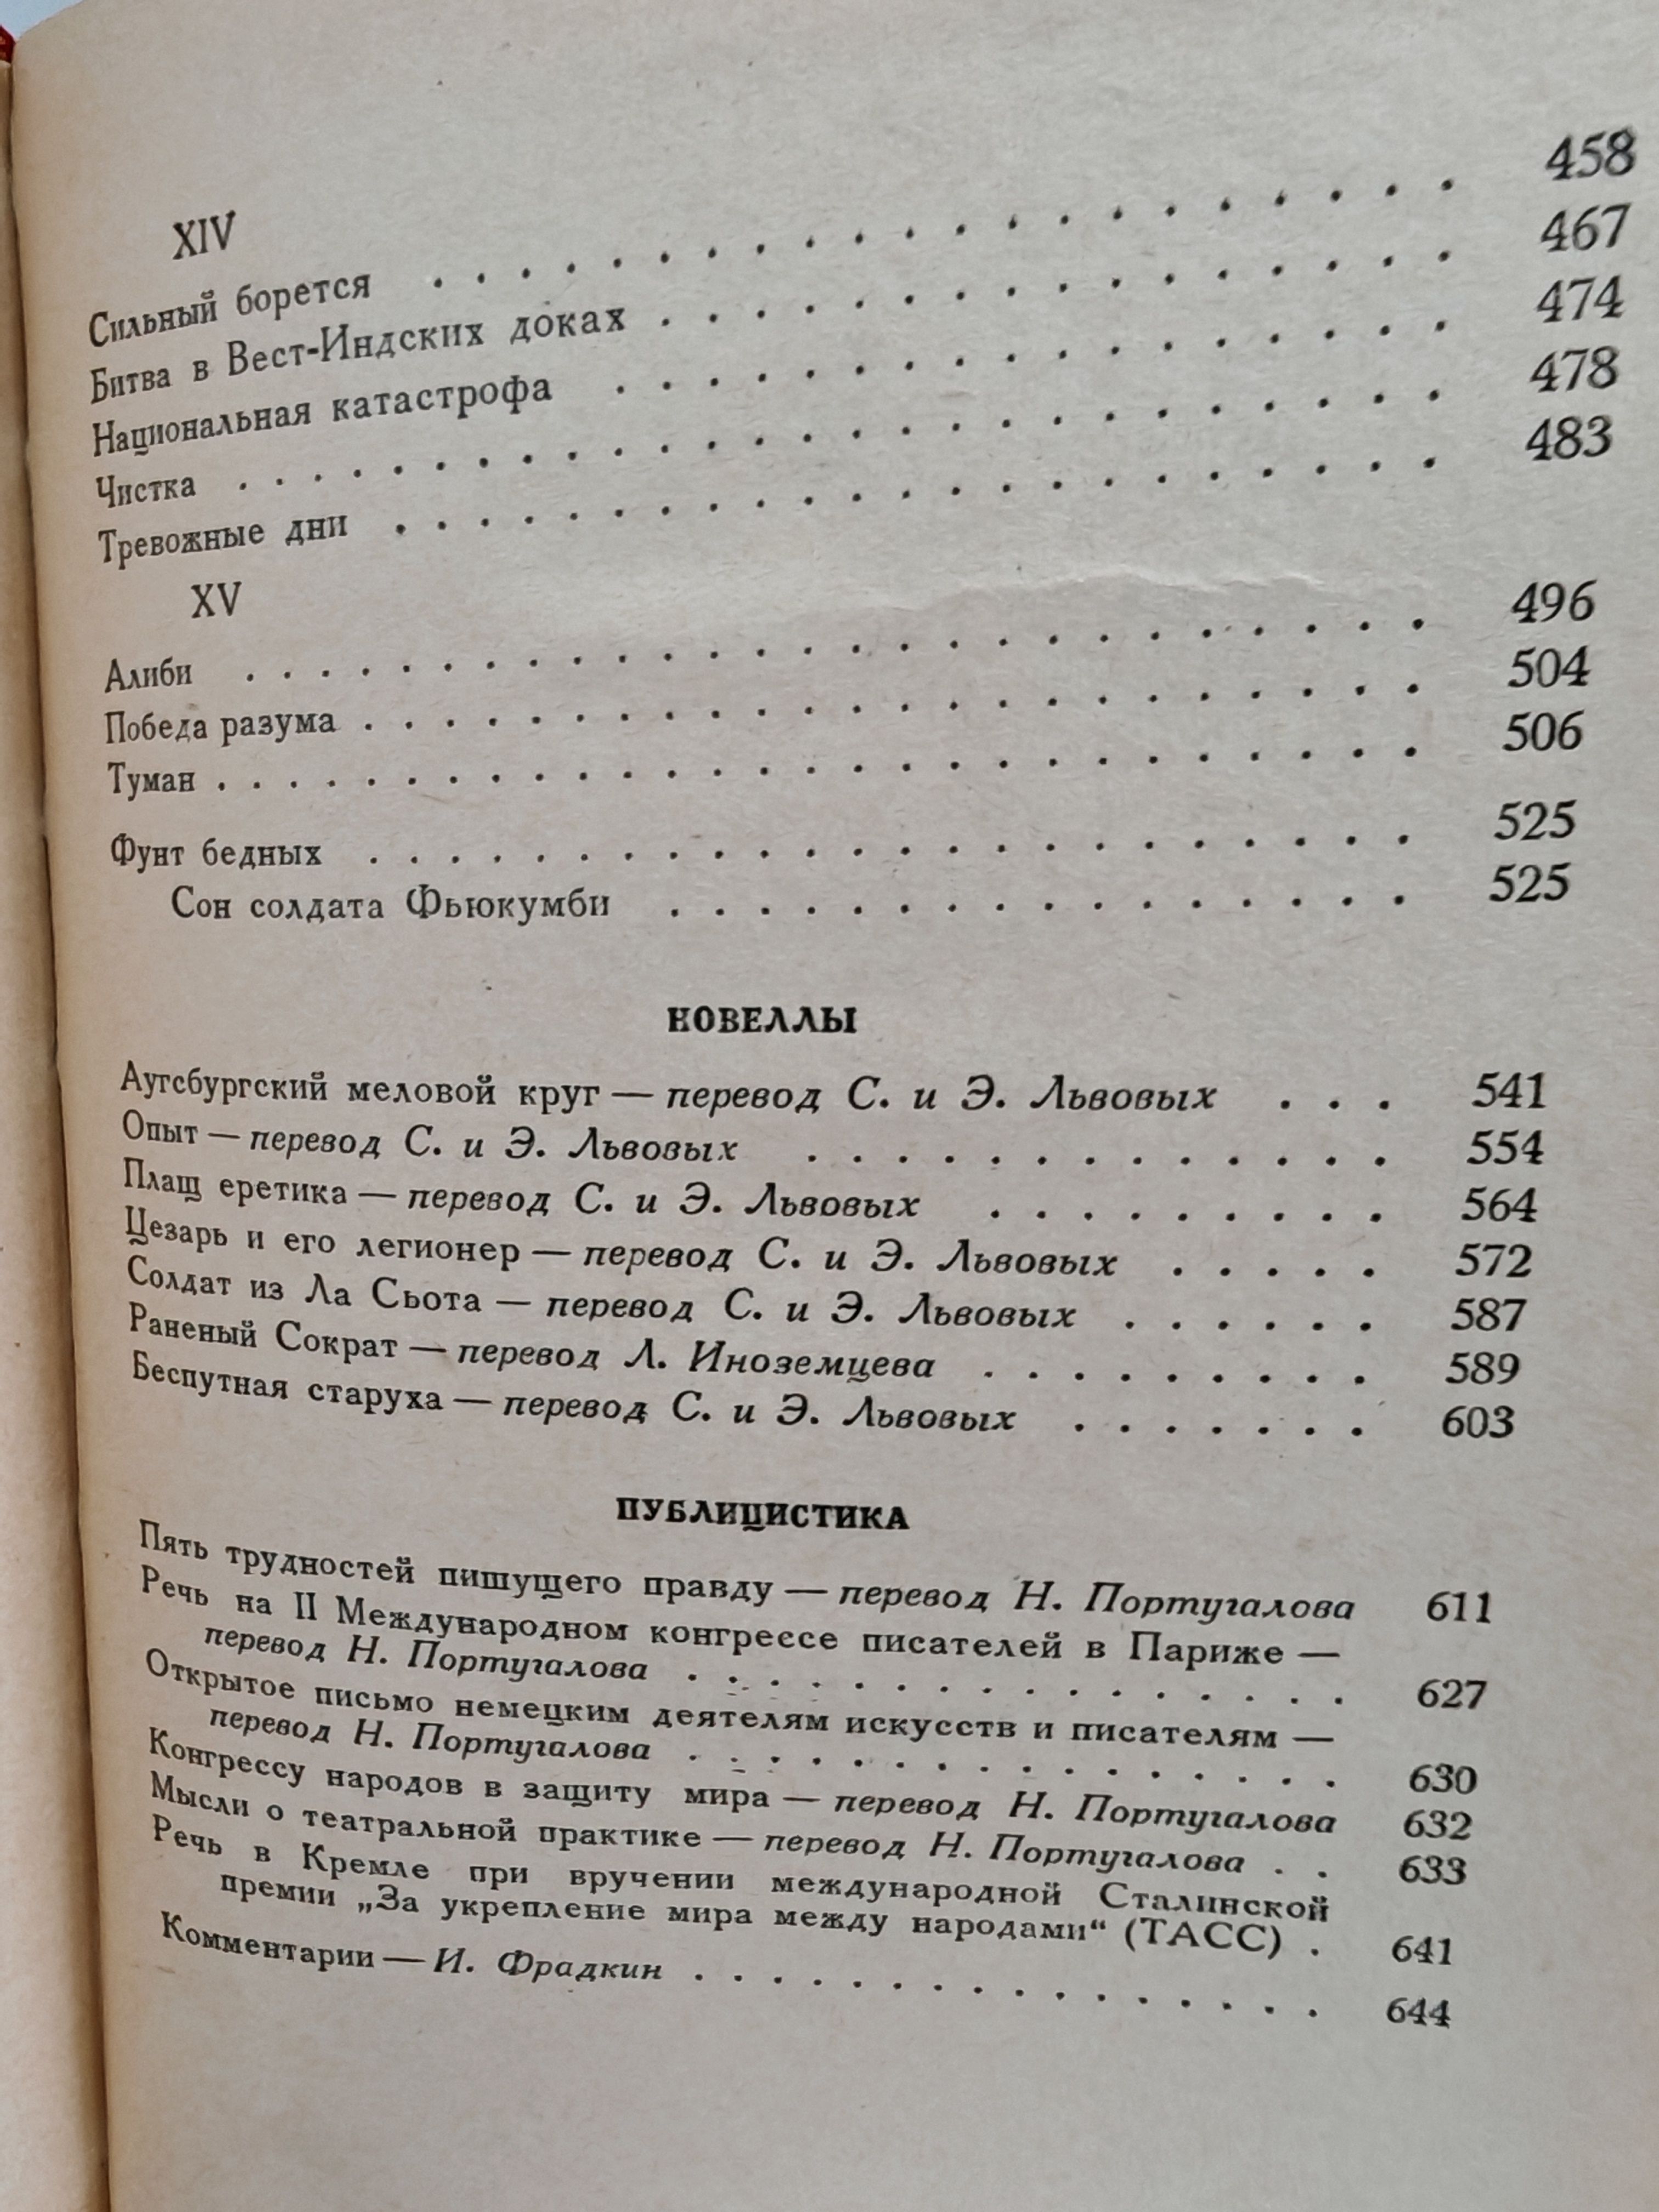 XIV
Сильный борется . . . . . . . . . . . . . . . . . . . . . 458
Битва в Вест-Индских доках . . . . . . . . . . . . . . . . 467
Национальная катастрофа . . . . . . . . . . . . . . . . . 474
Чистка . . . . . . . . . . . . . . . . . . . . . . . . . . 478
Тревожные дни . . . . . . . . . . . . . . . . . . . . . . 483
XV
Алиби . . . . . . . . . . . . . . . . . . . . . . . . . . 496
Победа разума . . . . . . . . . . . . . . . . . . . . . . 504
Туман . . . . . . . . . . . . . . . . . . . . . . . . . . 506
Фунт бедных . . . . . . . . . . . . . . . . . . . . . . . 525
Сон солдата Фьюкумби . . . . . . . . . . . . . . . . 525
НОВЕЛЛЫ
Аугсбургский меловой круг — перевод С. и Э. Львовых . . . 541
Опыт — перевод С. и Э. Львовых . . . . . . . . . . . . . 554
Плащ еретика — перевод С. и Э. Львовых . . . . . . . . . 564
Цезарь и его легионер — перевод С. и Э. Львовых . . . . . 572
Солдат из Ла Сьота — перевод С. и Э. Львовых . . . . . . 587
Раненый Сократ — перевод Л. Иноземцева . . . . . . . . . 589
Беспутная старуха — перевод С. и Э. Львовых . . . . . . . 603
ПУБЛИЦИСТИКА
Пять трудностей пишущего правду — перевод Н. Португалова 611
Речь на II Международном конгрессе писателей в Париже —
перевод Н. Португалова . . . . . . . . . . . . . . . . 627
Открытое письмо немецким деятелям искусств и писателям —
перевод Н. Португалова . . . . . . . . . . . . . . . . 630
Конгрессу народов в защиту мира — перевод Н. Португалова 632
Мысли о театральной практике — перевод Н. Португалова . . 633
Речь в Кремле при вручении международной Сталинской
премии „За укрепление мира между народами“ (ТАСС) . 641
Комментарии — И. Фрадкин . . . . . . . . . . . . . . . . 644